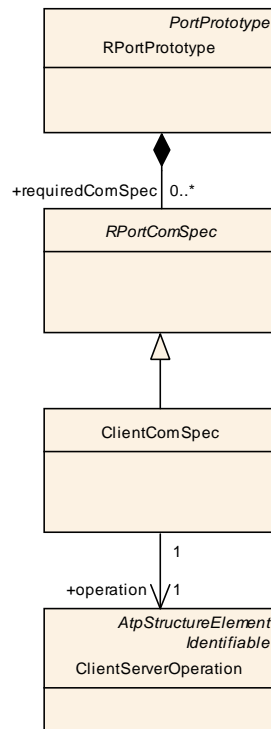 PortPrototype
RPortPrototype
+requiredComSpec 0..*
RPortComSpec
ClientComSpec
1
+operation 1
AtpStructureElement
Identifiable
ClientServerOperation